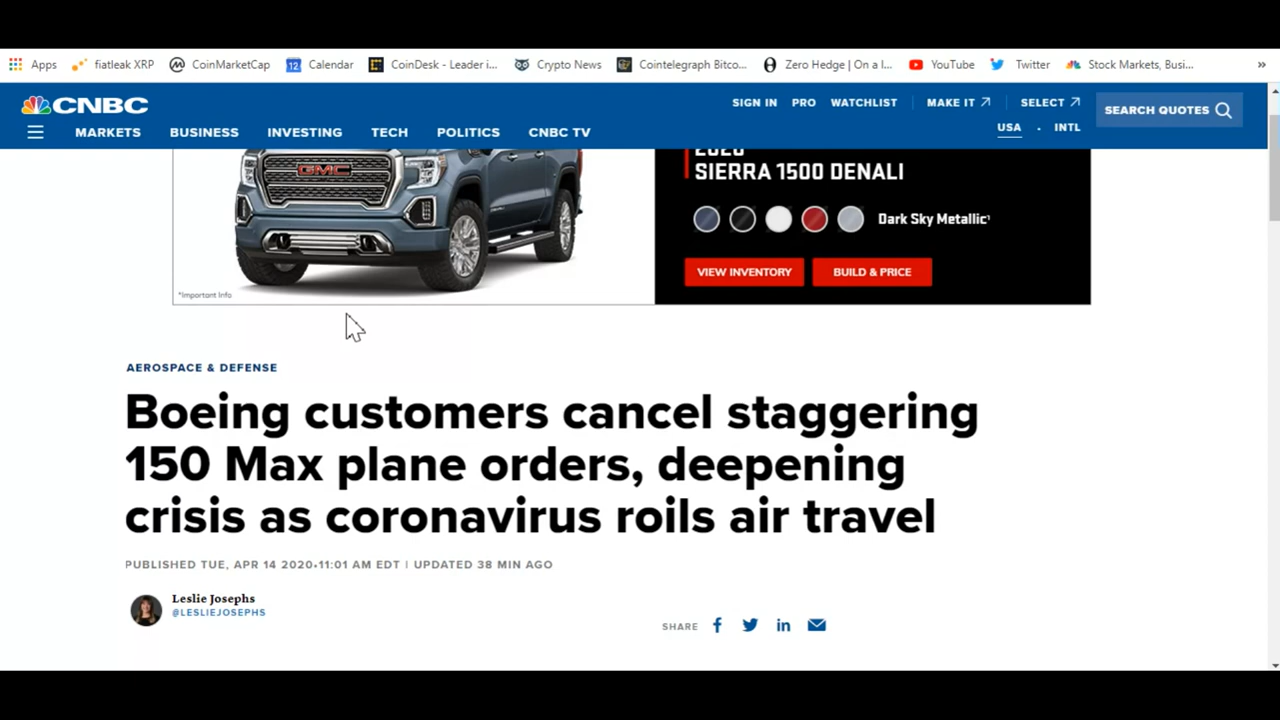 Apps
fiatleak XRP
CoinMarketCap
12
Calendar
CoinDesk - Leader i...
Crypto News
Cointelegraph Bitco...
Zero Hedge | On a l...
YouTube
Twitter
Stock Markets, Busi...
»
CNBC
SIGN IN
PRO
WATCHLIST
MAKE IT
SELECT
USA
INTL
SEARCH QUOTES
MARKETS
BUSINESS
INVESTING
TECH
POLITICS
CNBC TV
GMC
*Important Info
2020
SIERRA 1500 DENALI
Dark Sky Metallic¹
VIEW INVENTORY
BUILD & PRICE
AEROSPACE & DEFENSE
Boeing customers cancel staggering
150 Max plane orders, deepening
crisis as coronavirus roils air travel
PUBLISHED TUE, APR 14 2020•11:01 AM EDT | UPDATED 38 MIN AGO
Leslie Josephs
@LESLIEJOSEPHS
SHARE